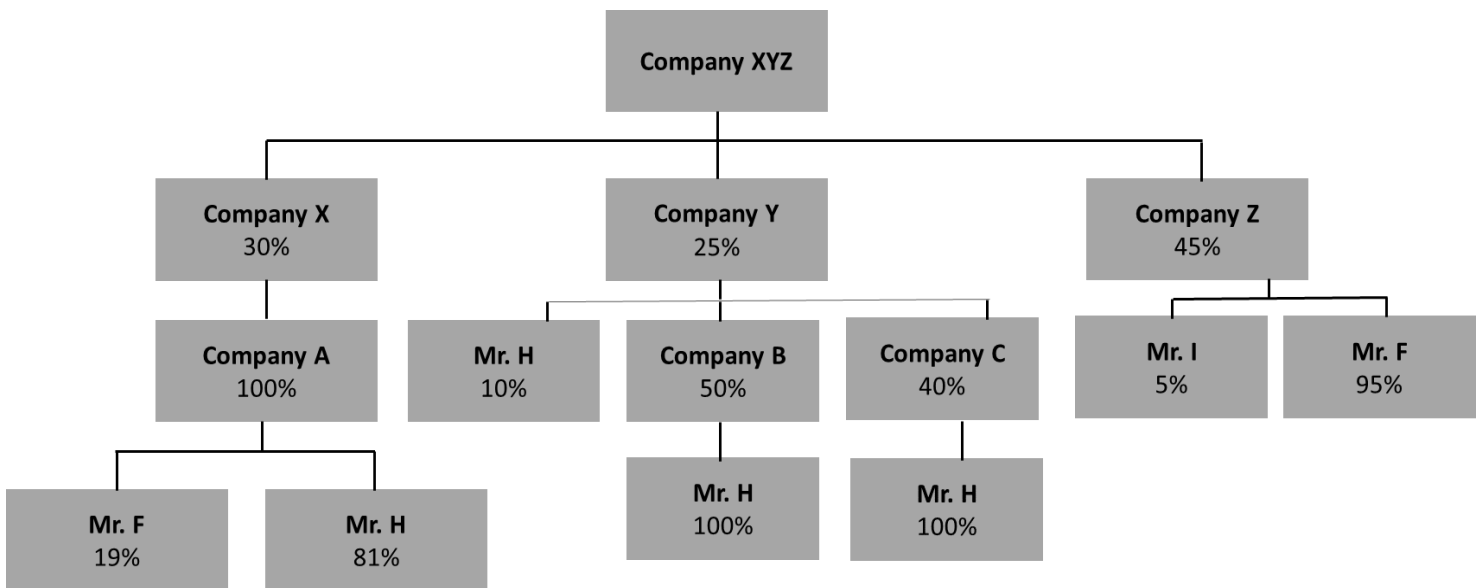 Company XYZ
Company X
30%
Company Y
25%
Company Z
45%
Company A
100%
Mr. H
10%
Company B
50%
Company C
40%
Mr. I
5%
Mr. F
95%
Mr. F
19%
Mr. H
81%
Mr. H
100%
Mr. H
100%